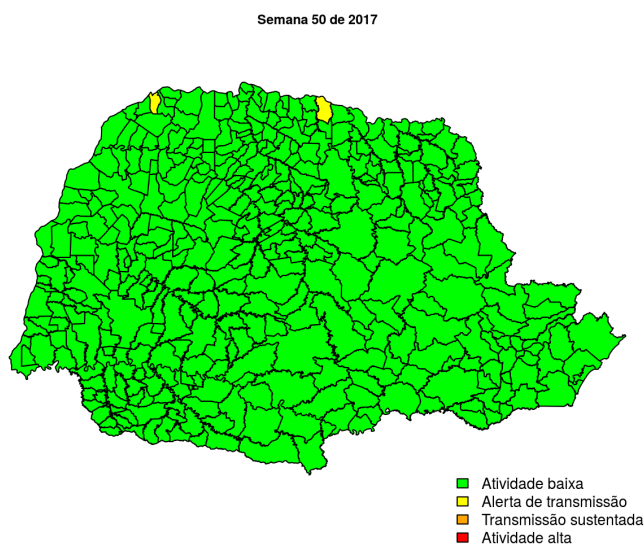 Semana 50 de 2017
Atividade baixa
Alerta de transmissão
Transmissão sustentada
Atividade alta